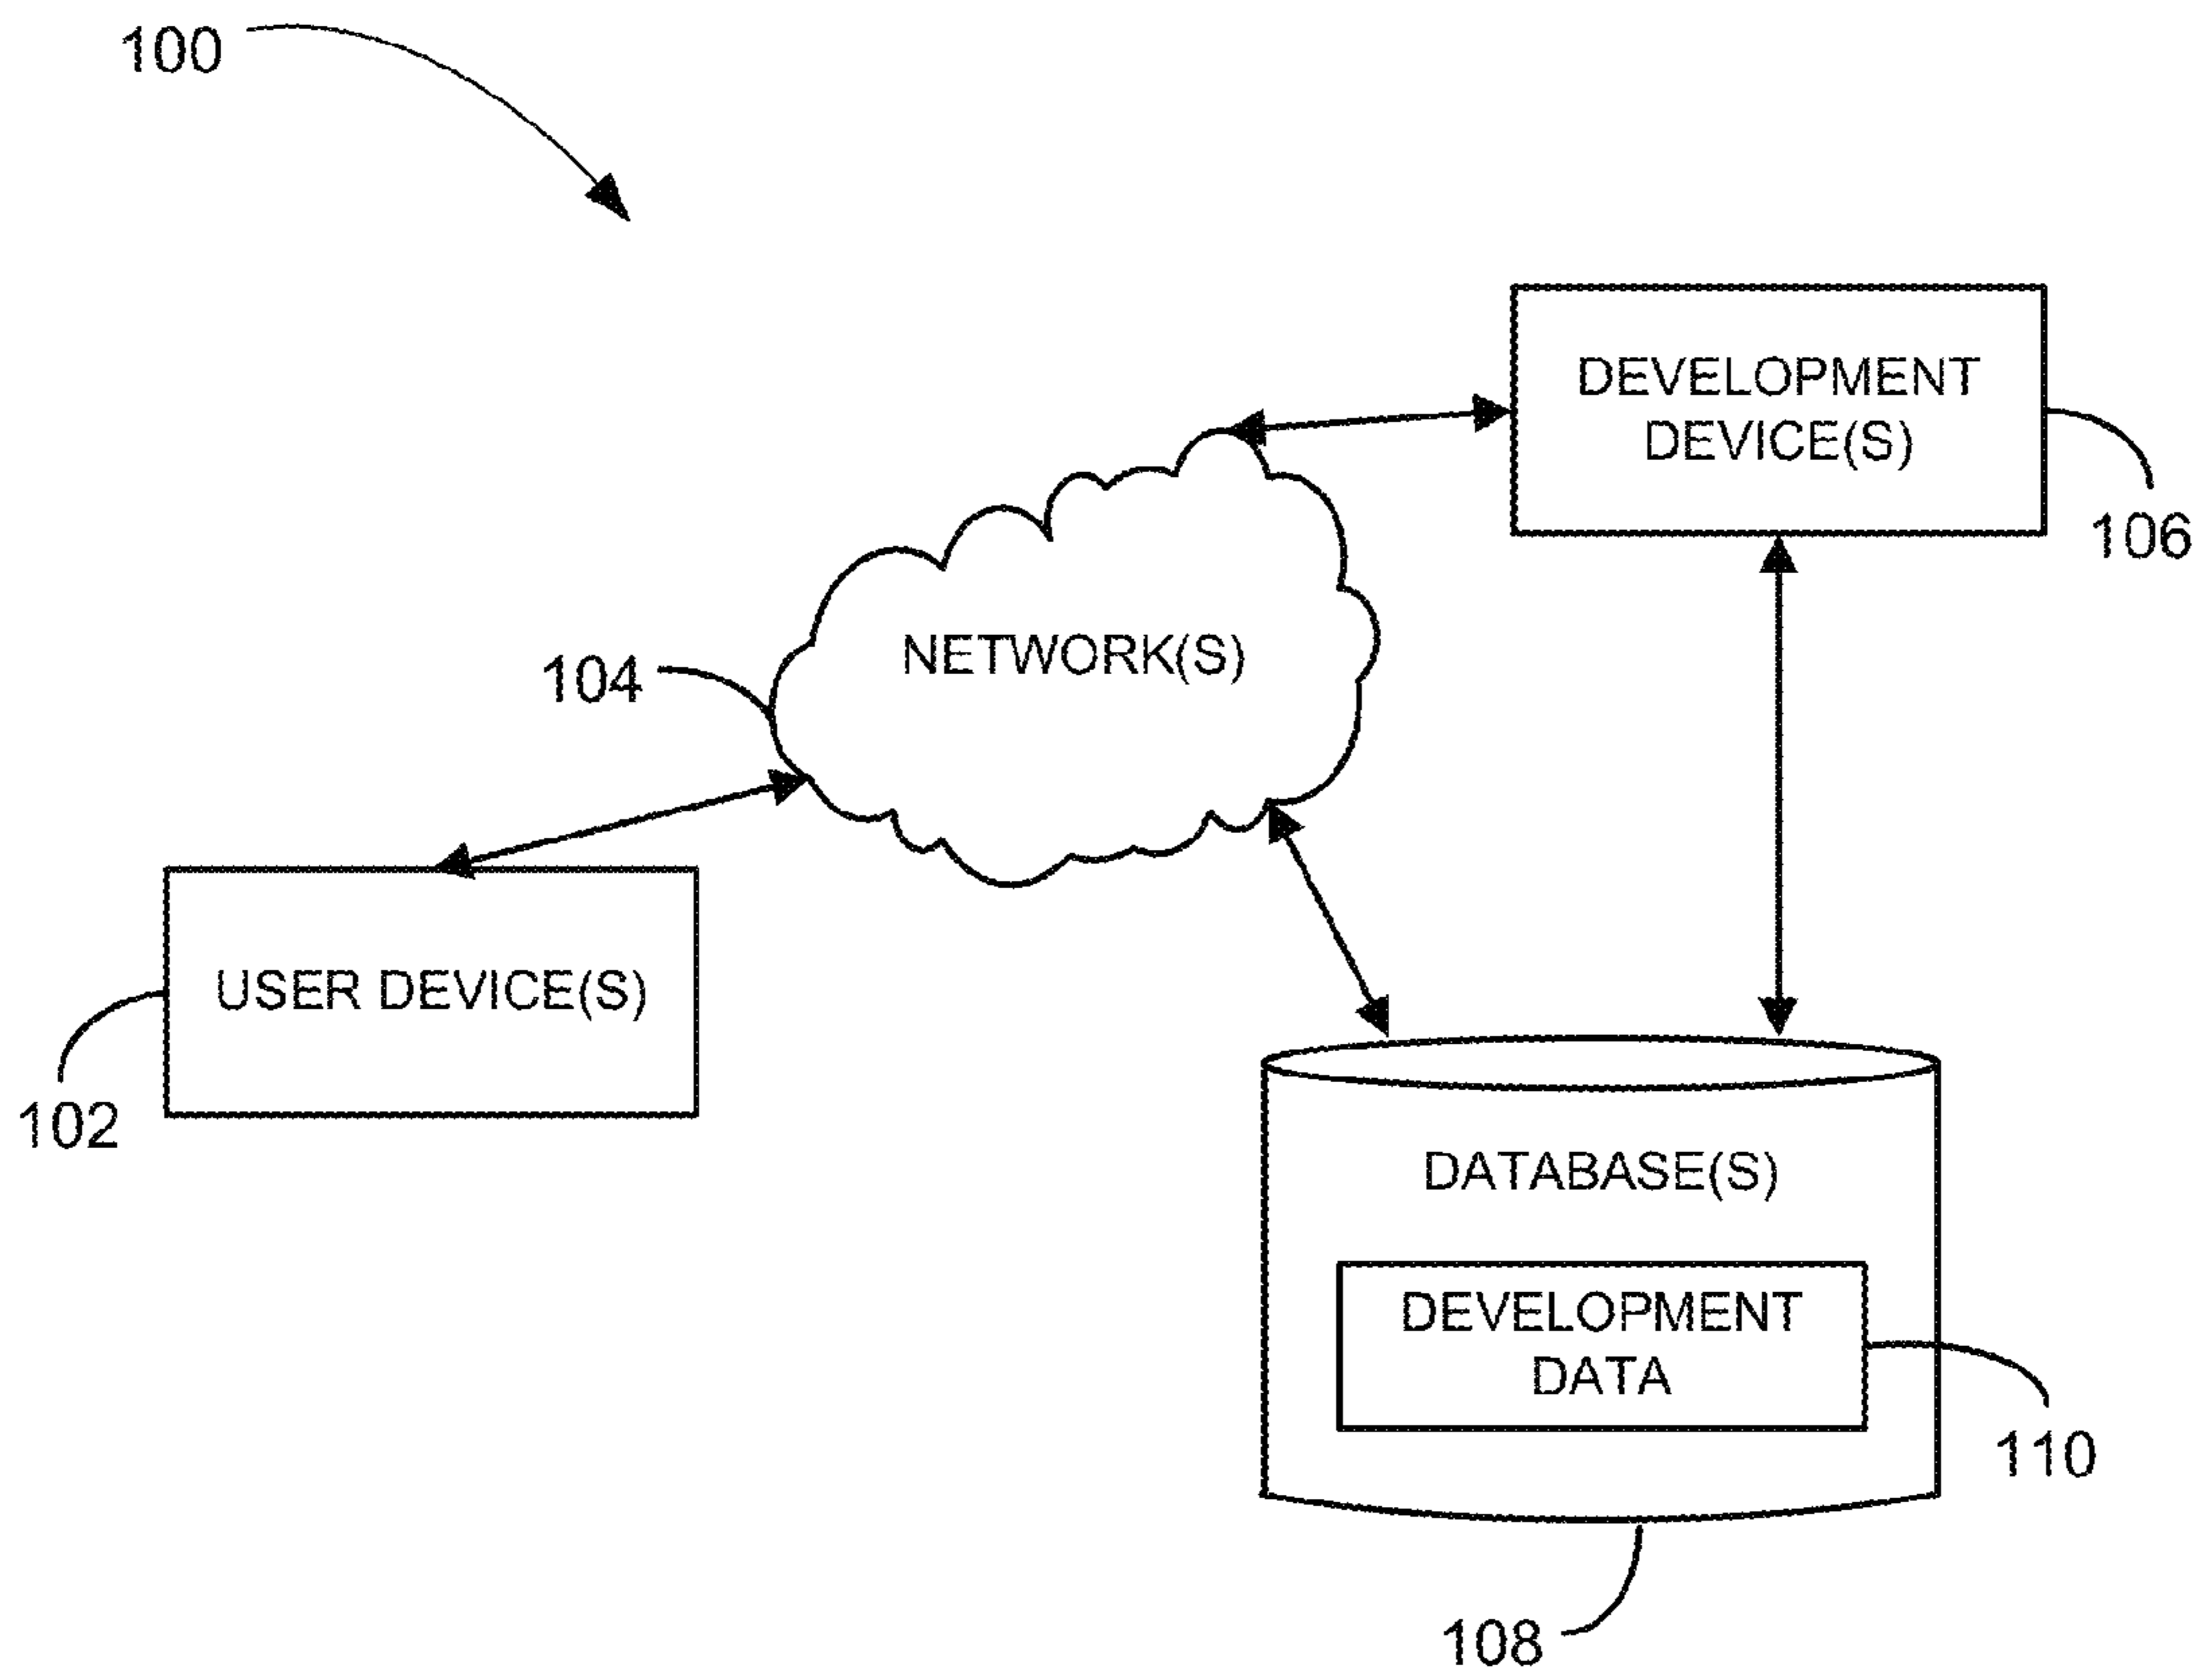 100
DEVELOPMENT
DEVICE(S)
106
NETWORK(S)
104
USER DEVICE(S)
102
DATABASE(S)
DEVELOPMENT
DATA
110
108